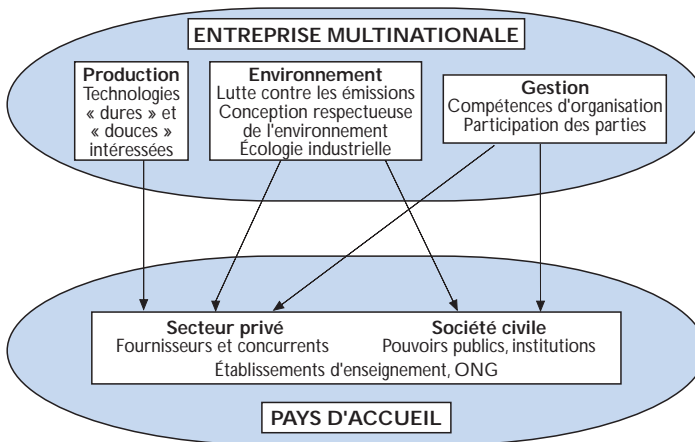 ENTREPRISE MULTINATIONALE
Production
Technologies
« dures » et
« douces »
intéressées
Environnement
Lutte contre les émissions
Conception respectueuse
de l'environnement
Écologie industrielle
Gestion
Compétences d'organisation
Participation des parties
Secteur privé
Fournisseurs et concurrents
Société civile
Pouvoirs publics, institutions
Établissements d'enseignement, ONG
PAYS D'ACCUEIL